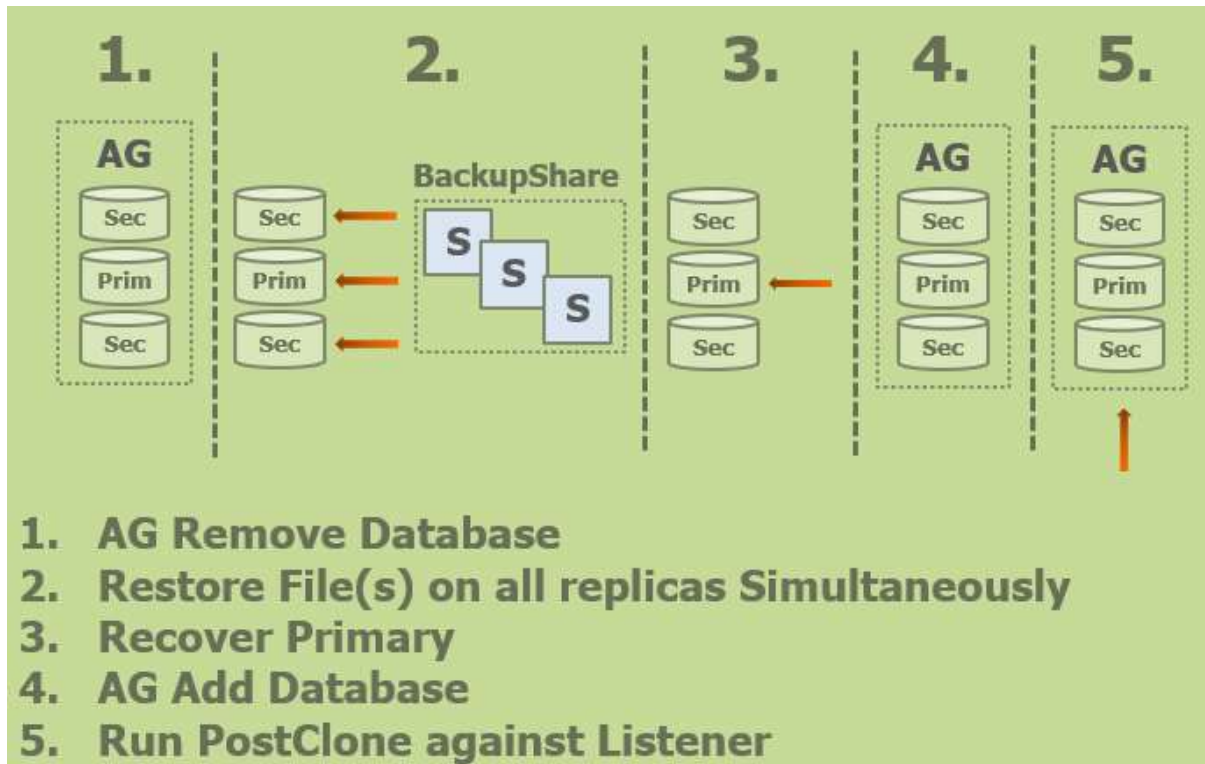 1.
2.
3.
4.
5.
AG
Sec
Prim
Sec
Sec
Prim
Sec
BackupShare
S
S
S
Sec
Prim
Sec
AG
Sec
Prim
Sec
AG
Sec
Prim
Sec
1. AG Remove Database
2. Restore File(s) on all replicas Simultaneously
3. Recover Primary
4. AG Add Database
5. Run PostClone against Listener